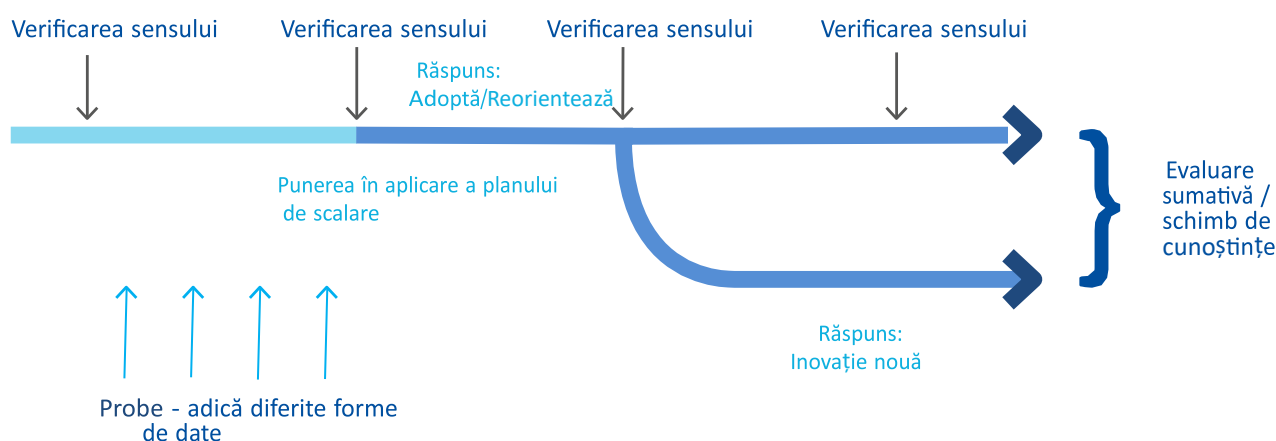 Verificarea sensului
Verificarea sensului
Verificarea sensului
Verificarea sensului
Răspuns:
Adoptă/Reorientează
Punerea în aplicare a planului
de scalare
Evaluare
sumativă /
schimb de
cunoștințe
Răspuns:
Inovație nouă
Probe - adică diferite forme
de date